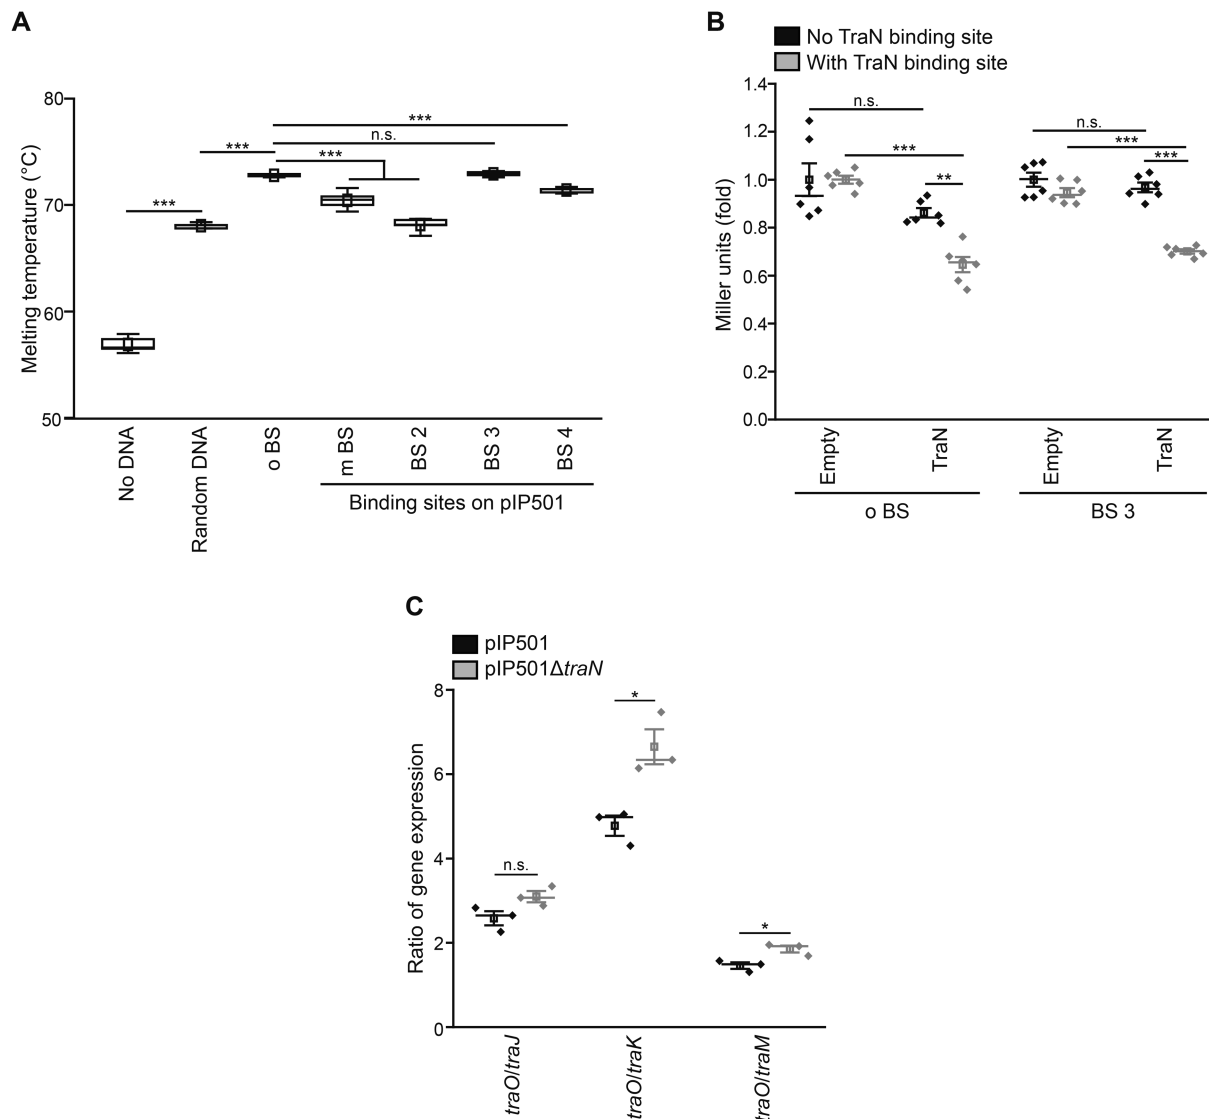 A
80
70
60
50
Melting temperature (°C)
***
***
***
n.s.
***
No DNA
Random DNA
o BS
m BS
BS 2
BS 3
BS 4
Binding sites on pIP501
B
No TraN binding site
With TraN binding site
1.4
1.2
1.0
0.8
0.6
0.4
0.2
0.0
Miller units (fold)
n.s.
***
**
n.s.
***
***
Empty
TraN
Empty
TraN
o BS
BS 3
C
pIP501
pIP501ΔtraN
8
6
4
2
0
Ratio of gene expression
n.s.
*
*
traO/traJ
traO/traK
traO/traM